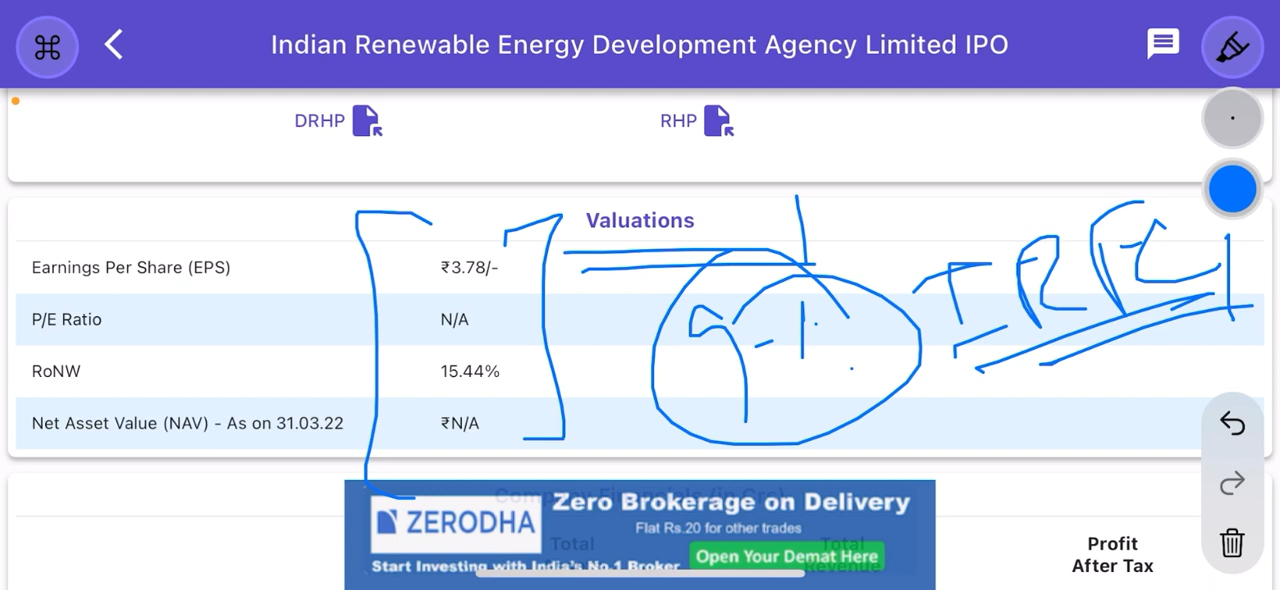 Indian Renewable Energy Development Agency Limited IPO
DRHP
RHP
Valuations
Earnings Per Share (EPS) ₹3.78/-
P/E Ratio N/A
RoNW 15.44%
Net Asset Value (NAV) - As on 31.03.22 ₹N/A
ZERODHA
Zero Brokerage on Delivery
Flat Rs.20 for other trades
Start Investing with India's No.1 Broker
Open Your Demat Here
Total
Total
Profit
After Tax